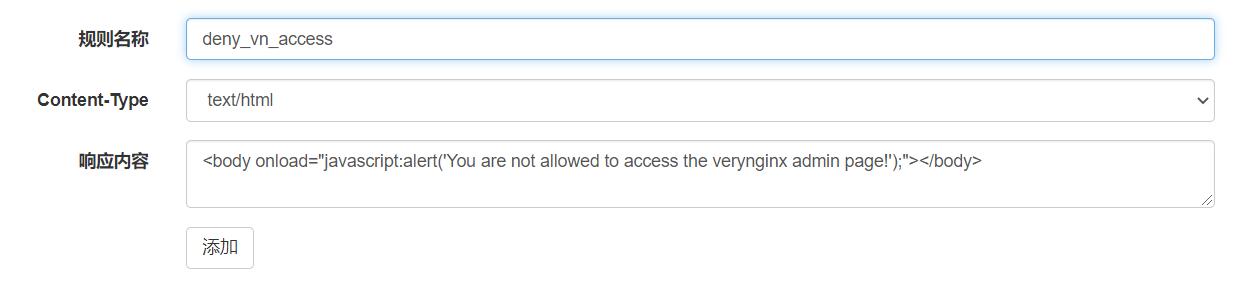 规则名称 deny_vn_access
Content-Type text/html
响应内容 <body onload="javascript:alert('You are not allowed to access the verynginx admin page!');"></body>
添加